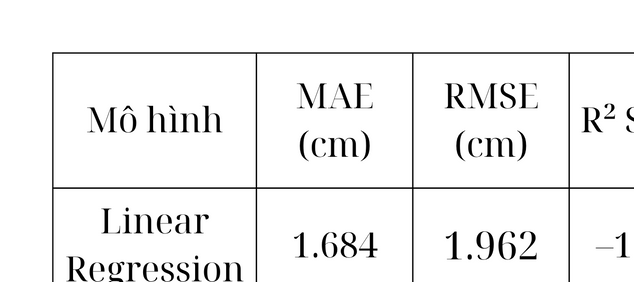 Mô hình
MAE
(cm)
RMSE
(cm)
R²
Linear
Regression
1.684
1.962
–1